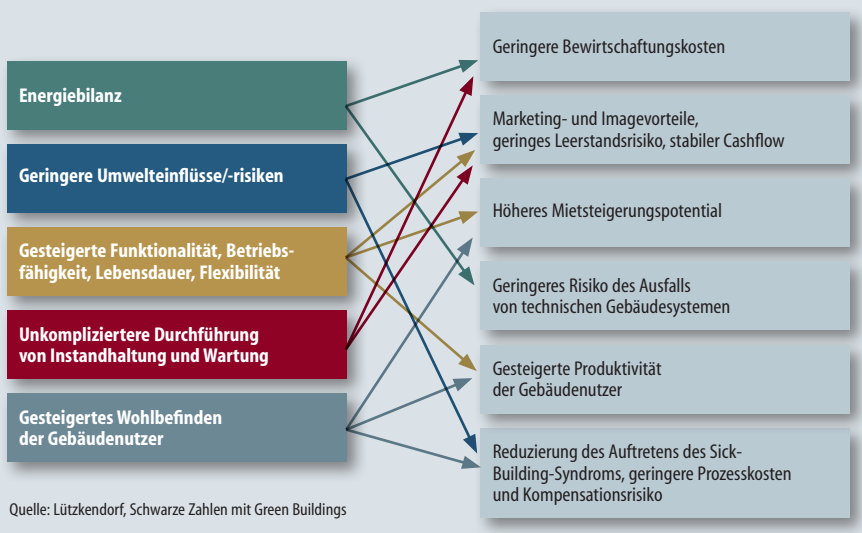 Energiebilanz
Geringere Umwelteinflüsse/-risiken
Gesteigerte Funktionalität, Betriebs-
fähigkeit, Lebensdauer, Flexibilität
Unkompliziertere Durchführung
von Instandhaltung und Wartung
Gesteigertes Wohlbefinden
der Gebäudenutzer
Geringere Bewirtschaftungskosten
Marketing- und Imagevorteile,
geringes Leerstandsrisiko, stabiler Cashflow
Höheres Mietsteigerungspotential
Geringeres Risiko des Ausfalls
von technischen Gebäudesystemen
Gesteigerte Produktivität
der Gebäudenutzer
Reduzierung des Auftretens des Sick-
Building-Syndroms, geringere Prozesskosten
und Kompensationsrisiko
Quelle: Lützkendorf, Schwarze Zahlen mit Green Buildings